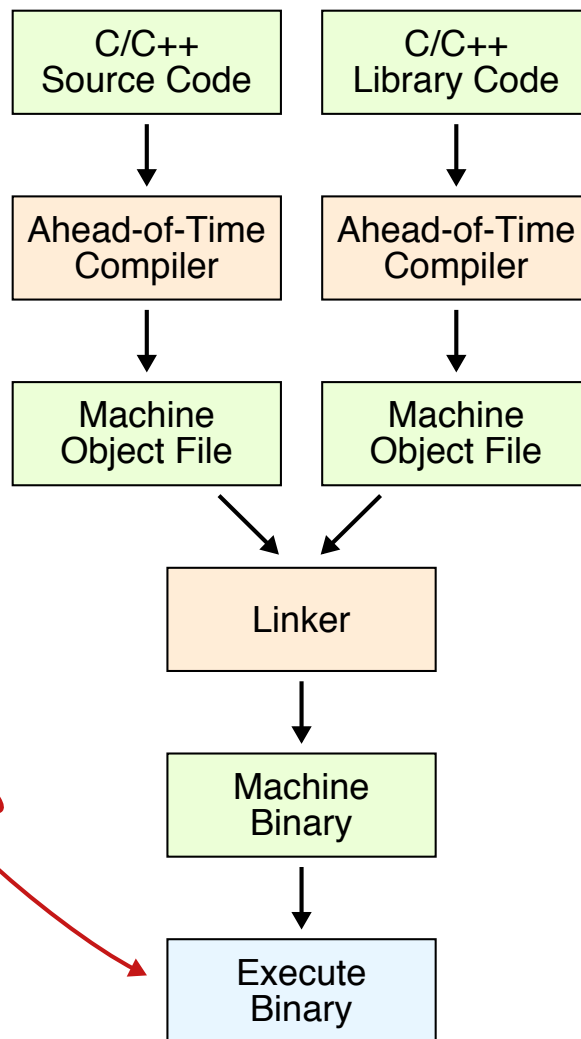 C/C++
Source Code
C/C++
Library Code
Ahead-of-Time
Compiler
Ahead-of-Time
Compiler
Machine
Object File
Machine
Object File
Linker
Machine
Binary
Execute
Binary